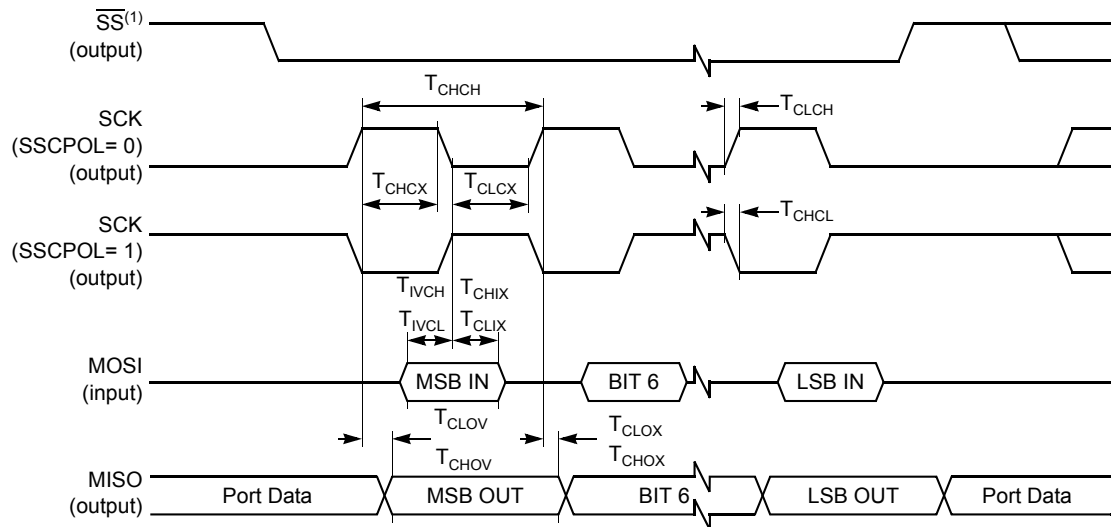 SS(1)
(output)
TCHCH
TCLCH
SCK
(SSCPOL= 0)
(output)
TCHCX
TCLCX
TCHCL
SCK
(SSCPOL= 1)
(output)
TIVCH
TCHIX
TIVCL
TCLIX
MOSI
(input)
MSB IN
BIT 6
LSB IN
TCLOV
TCLOX
TCHOV
TCHOX
MISO
(output)
Port Data
MSB OUT
BIT 6
LSB OUT
Port Data